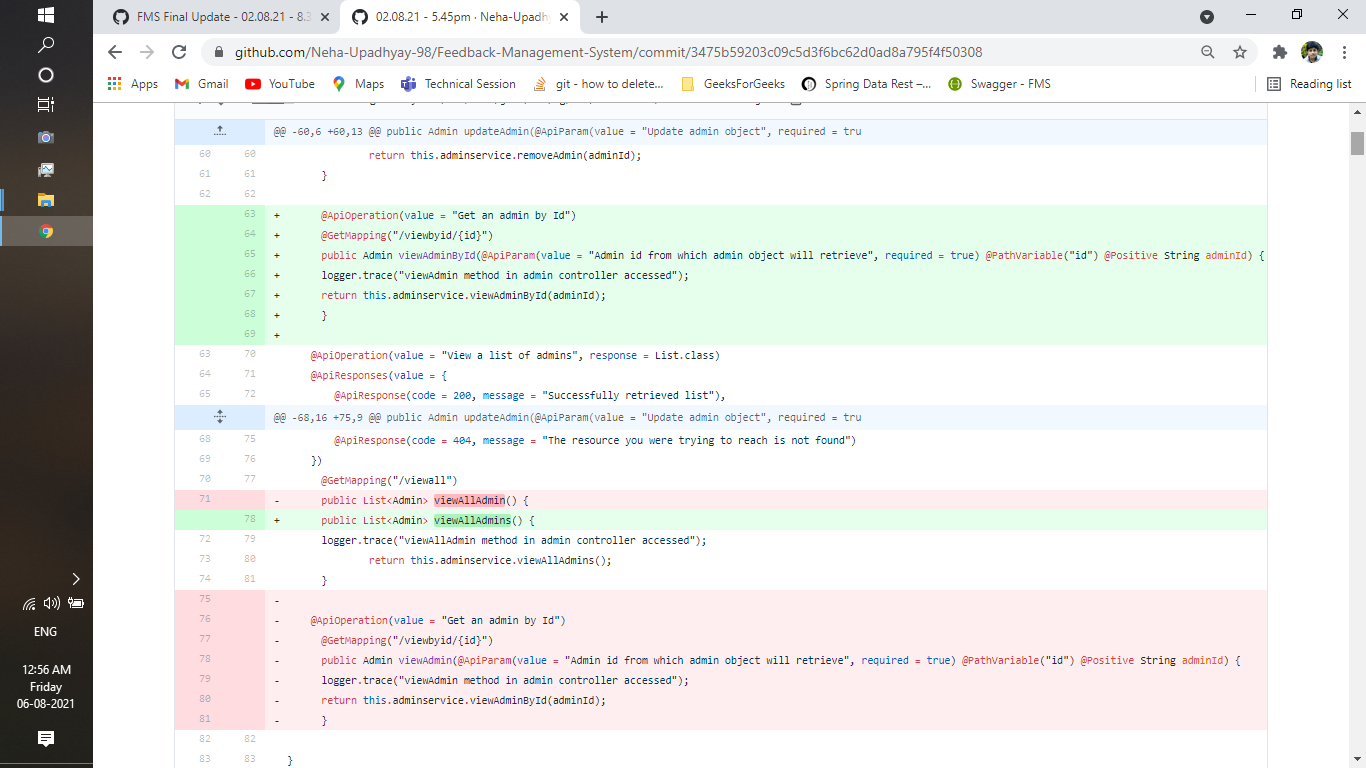 FMS Final Update - 02.08.21 - 8.3
02.08.21 - 5.45pm · Neha-Upadhy
github.com/Neha-Upadhyay-98/Feedback-Management-System/commit/3475b59203c09c5d3f6bc62d0ad8a795f4f50308
Apps Gmail YouTube Maps Technical Session git - how to delete... GeeksForGeeks Spring Data Rest –... Swagger - FMS Reading list
@@ -60,6 +60,13 @@ public Admin updateAdmin(@ApiParam(value = "Update admin object", required = tru
60 60 return this.adminservice.removeAdmin(adminId);
61 61 }
62 62
63 + @ApiOperation(value = "Get an admin by Id")
64 + @GetMapping("/viewbyid/{id}")
65 + public Admin viewAdminById(@ApiParam(value = "Admin id from which admin object will retrieve", required = true) @PathVariable("id") @Positive String adminId) {
66 + logger.trace("viewAdmin method in admin controller accessed");
67 + return this.adminservice.viewAdminById(adminId);
68 + }
69 +
63 70 @ApiOperation(value = "View a list of admins", response = List.class)
64 71 @ApiResponses(value = {
65 72 @ApiResponse(code = 200, message = "Successfully retrieved list"),
@@ -68,16 +75,9 @@ public Admin updateAdmin(@ApiParam(value = "Update admin object", required = tru
68 75 @ApiResponse(code = 404, message = "The resource you were trying to reach is not found")
69 76 })
70 77 @GetMapping("/viewall")
71 - public List<Admin> viewAllAdmin() {
78 + public List<Admin> viewAllAdmins() {
72 79 logger.trace("viewAllAdmin method in admin controller accessed");
73 80 return this.adminservice.viewAllAdmins();
74 81 }
75 -
76 - @ApiOperation(value = "Get an admin by Id")
77 - @GetMapping("/viewbyid/{id}")
78 - public Admin viewAdmin(@ApiParam(value = "Admin id from which admin object will retrieve", required = true) @PathVariable("id") @Positive String adminId) {
79 - logger.trace("viewAdmin method in admin controller accessed");
80 - return this.adminservice.viewAdminById(adminId);
81 - }
82 82
83 83 }
ENG
12:56 AM
Friday
06-08-2021